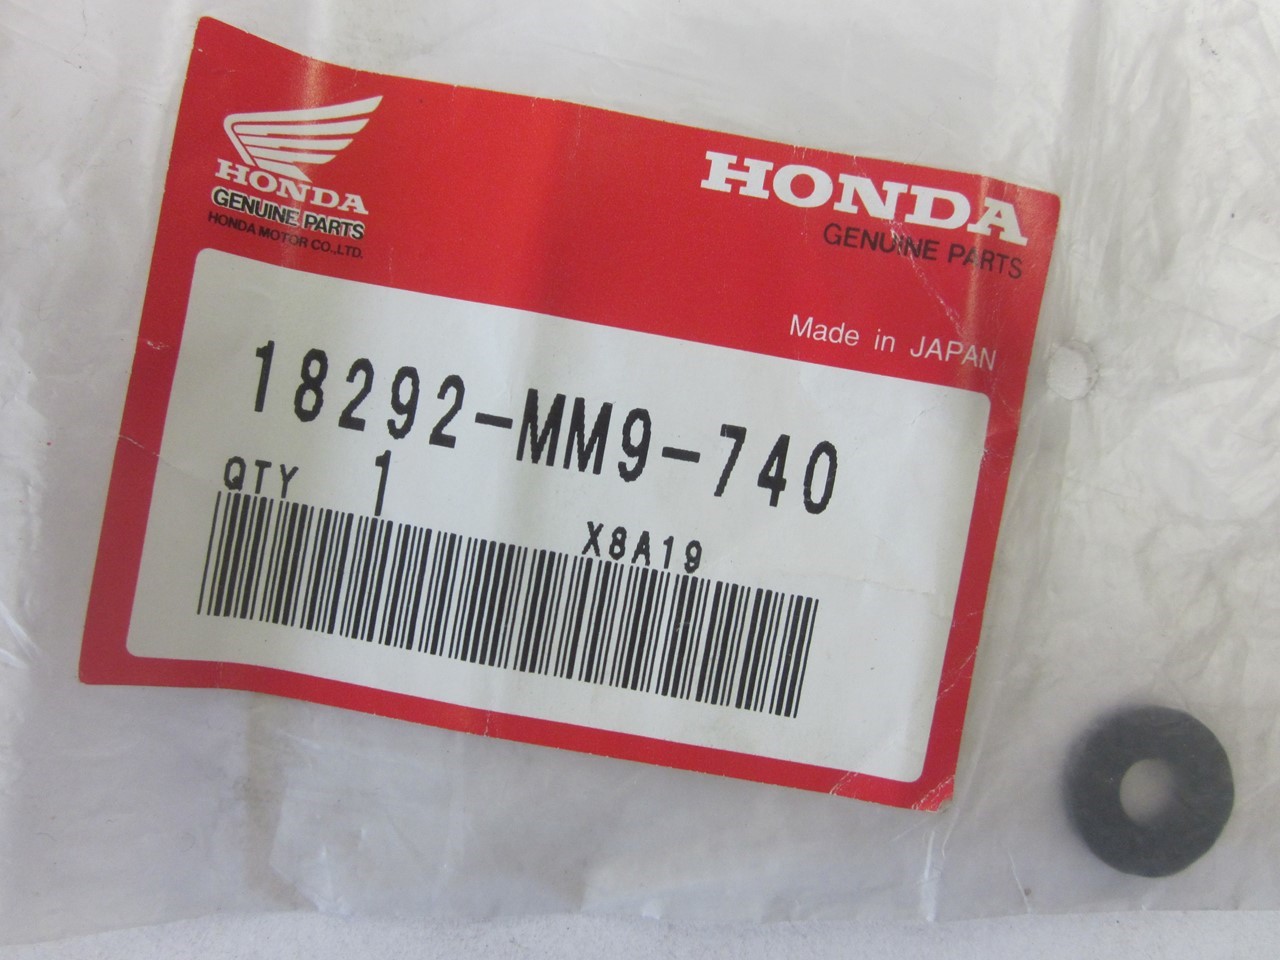 HONDA
GENUINE PARTS
HONDA MOTOR CO.,LTD.
HONDA
GENUINE PARTS
Made in JAPAN
18292-MM9-740
QTY 1
X8A19